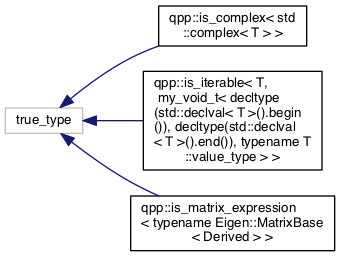 true_type
qpp::is_complex< std
::complex< T > >
qpp::is_iterable< T,
my_void_t< decltype
(std::declval< T >().begin
()), decltype(std::declval
< T >().end()), typename T
::value_type > >
qpp::is_matrix_expression
< typename Eigen::MatrixBase
< Derived > >